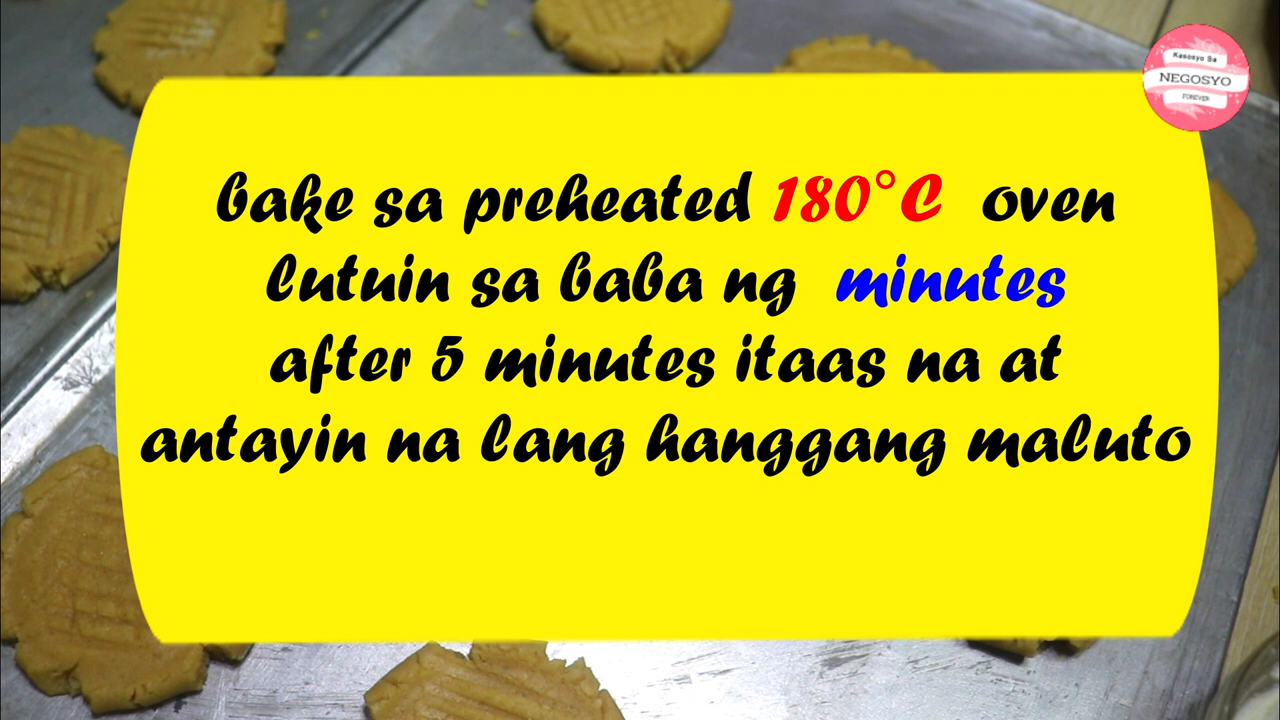 Kasosyo Sa
NEGOSYO
FOREVER
bake sa preheated 180°C oven
lutuin sa baba ng minutes
after 5 minutes itaas na at
antayin na lang hanggang maluto